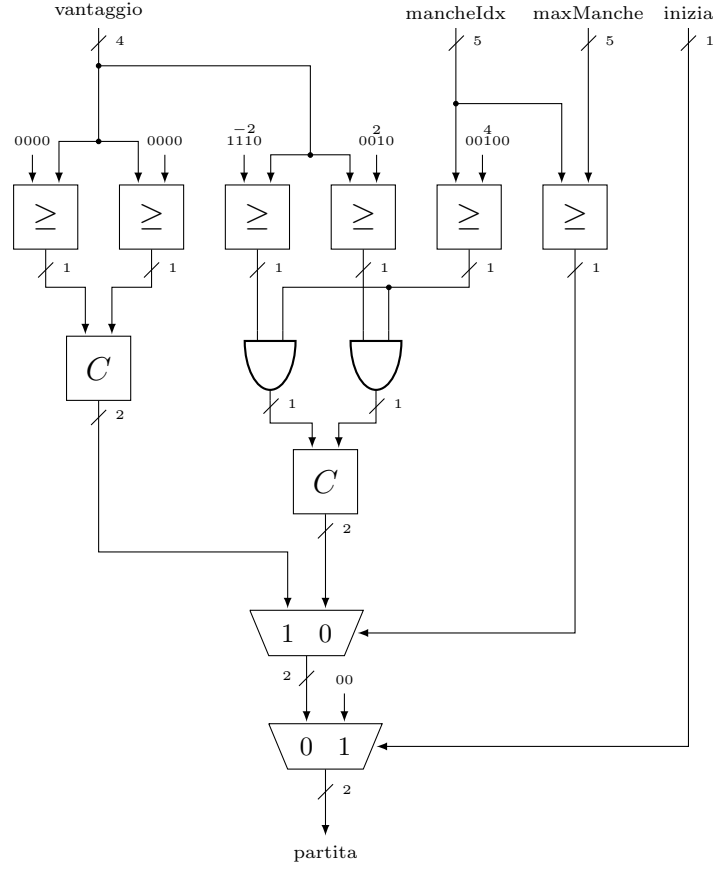 vantaggio mancheIdx maxManche inizia
4 5 5 1
−2 2 4
0000 0000 1110 0010 00100
≥ ≥ ≥ ≥ ≥ ≥
1 1 1 1 1 1
C
1 1
2
C
2
1 0
2 00
0 1
2
partita